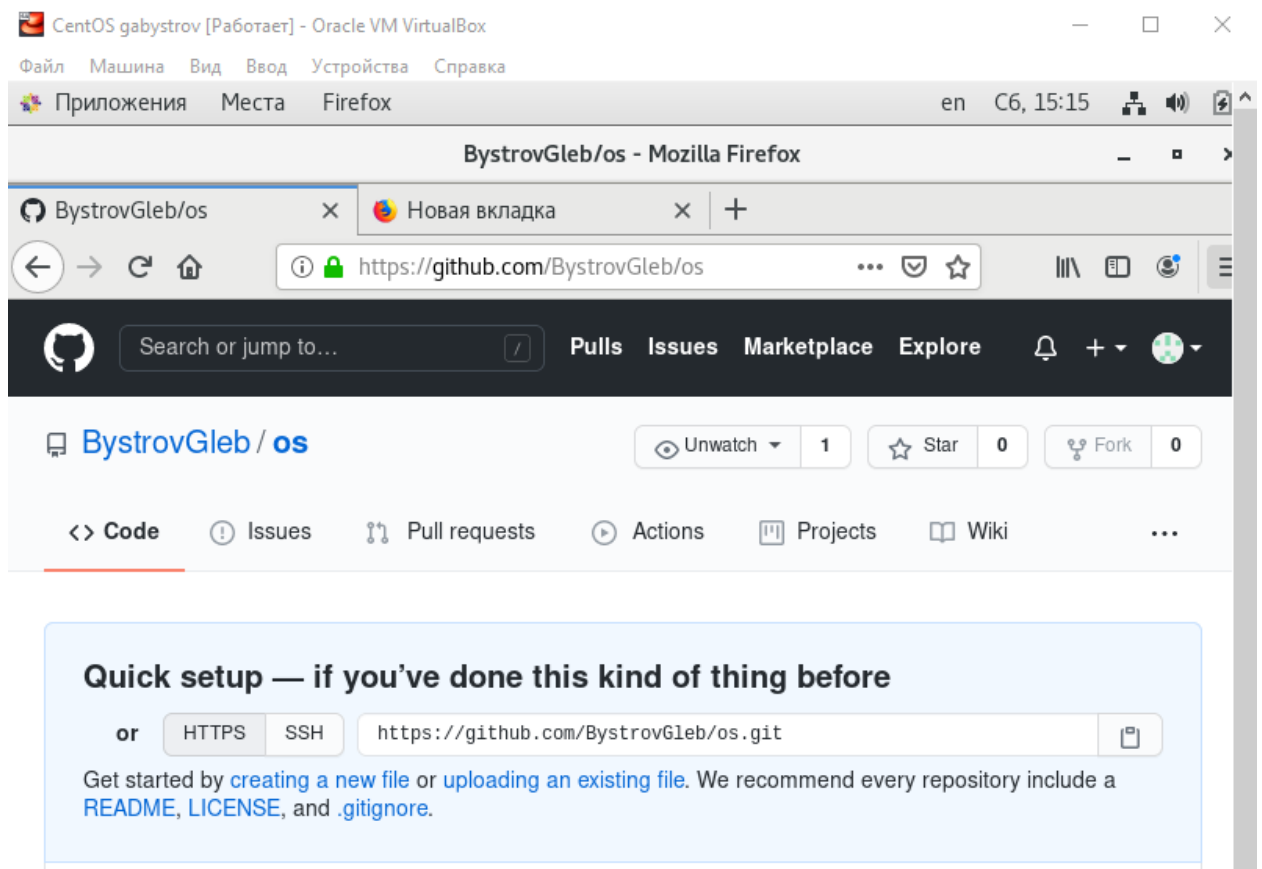 CentOS gabystrov [Работает] - Oracle VM VirtualBox
Файл Машина Вид Ввод Устройства Справка
Приложения Места Firefox en Сб, 15:15
BystrovGleb/os - Mozilla Firefox
BystrovGleb/os Новая вкладка
https://github.com/BystrovGleb/os
Search or jump to… / Pulls Issues Marketplace Explore
BystrovGleb / os Unwatch 1 Star 0 Fork 0
Code Issues Pull requests Actions Projects Wiki
Quick setup — if you’ve done this kind of thing before
or HTTPS SSH https://github.com/BystrovGleb/os.git
Get started by creating a new file or uploading an existing file. We recommend every repository include a
README, LICENSE, and .gitignore.